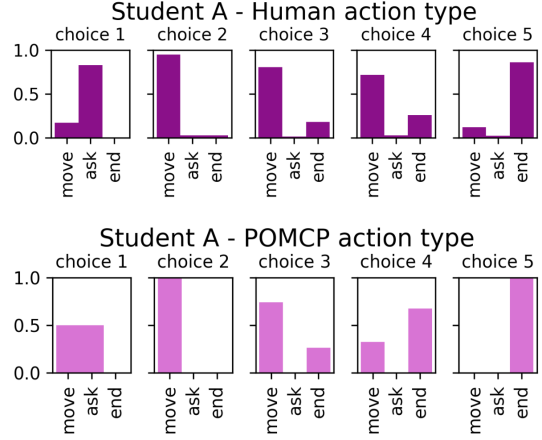 Student A - Human action type
choice 1 choice 2 choice 3 choice 4 choice 5
1.0
0.5
0.0
move ask end move ask end move ask end move ask end move ask end
Student A - POMCP action type
choice 1 choice 2 choice 3 choice 4 choice 5
1.0
0.5
0.0
move ask end move ask end move ask end move ask end move ask end